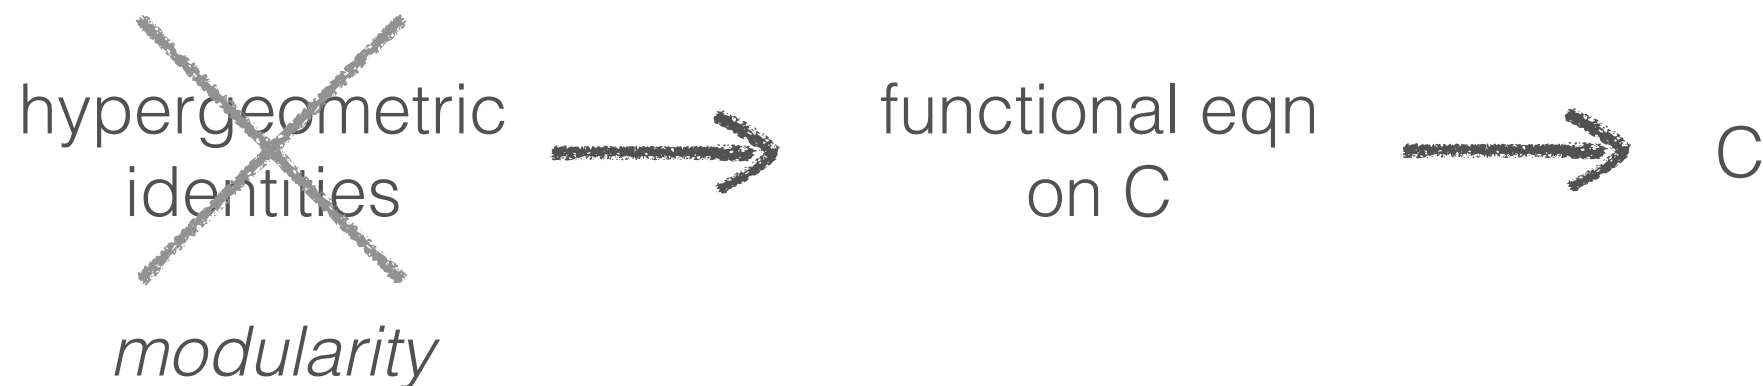 hypergeometric
identities
functional eqn
on C
C
modularity